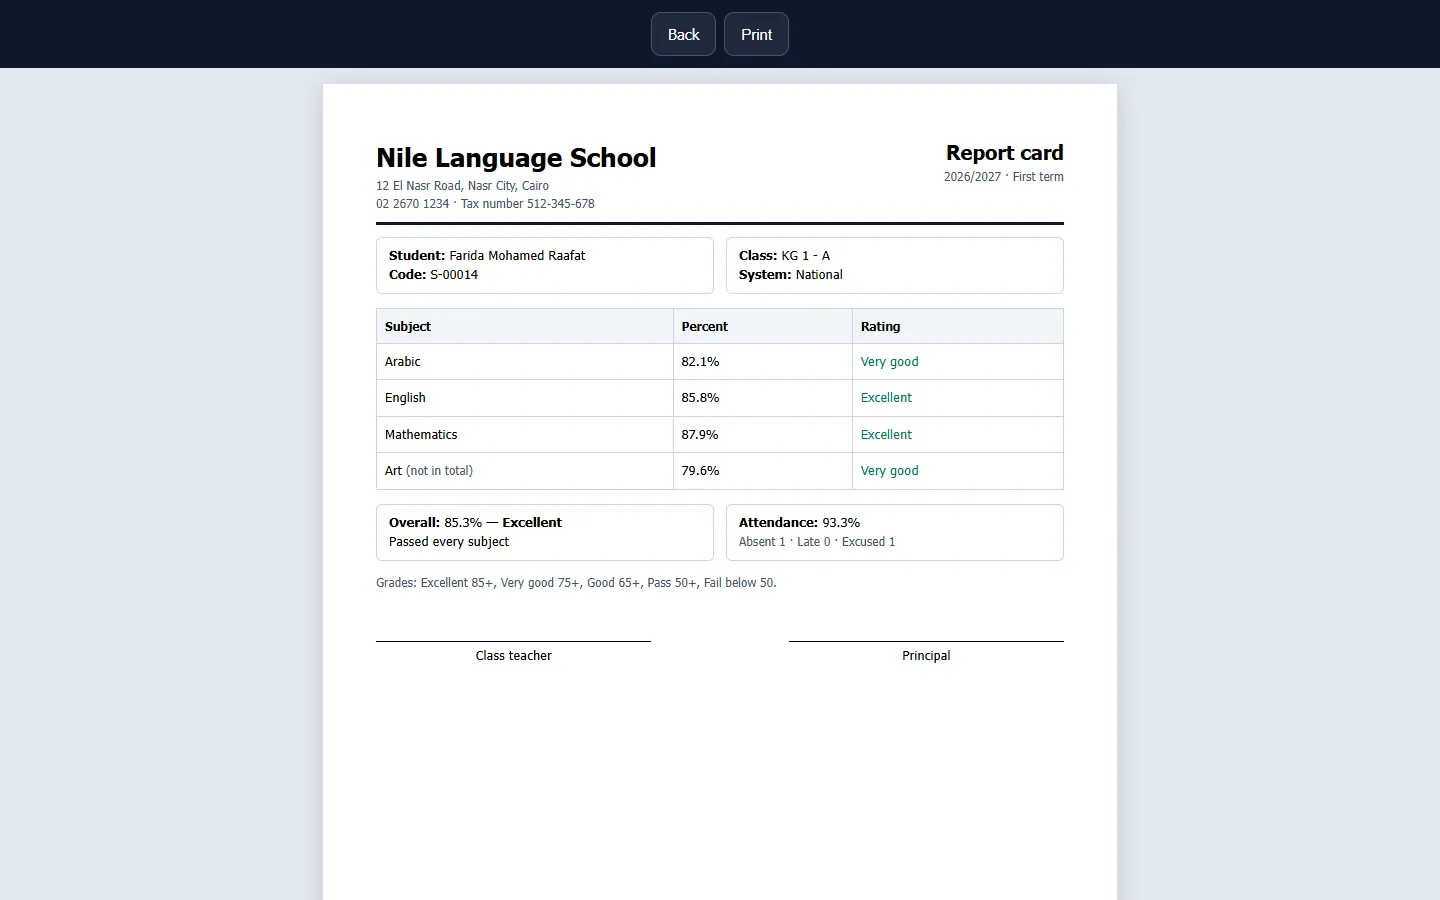 Back Print
Nile Language School
12 El Nasr Road, Nasr City, Cairo
02 2670 1234 · Tax number 512-345-678
Report card
2026/2027 · First term
Student: Farida Mohamed Raafat
Code: S-00014
Class: KG 1 - A
System: National
Subject Percent Rating
Arabic 82.1% Very good
English 85.8% Excellent
Mathematics 87.9% Excellent
Art (not in total) 79.6% Very good
Overall: 85.3% — Excellent
Passed every subject
Attendance: 93.3%
Absent 1 · Late 0 · Excused 1
Grades: Excellent 85+, Very good 75+, Good 65+, Pass 50+, Fail below 50.
Class teacher
Principal